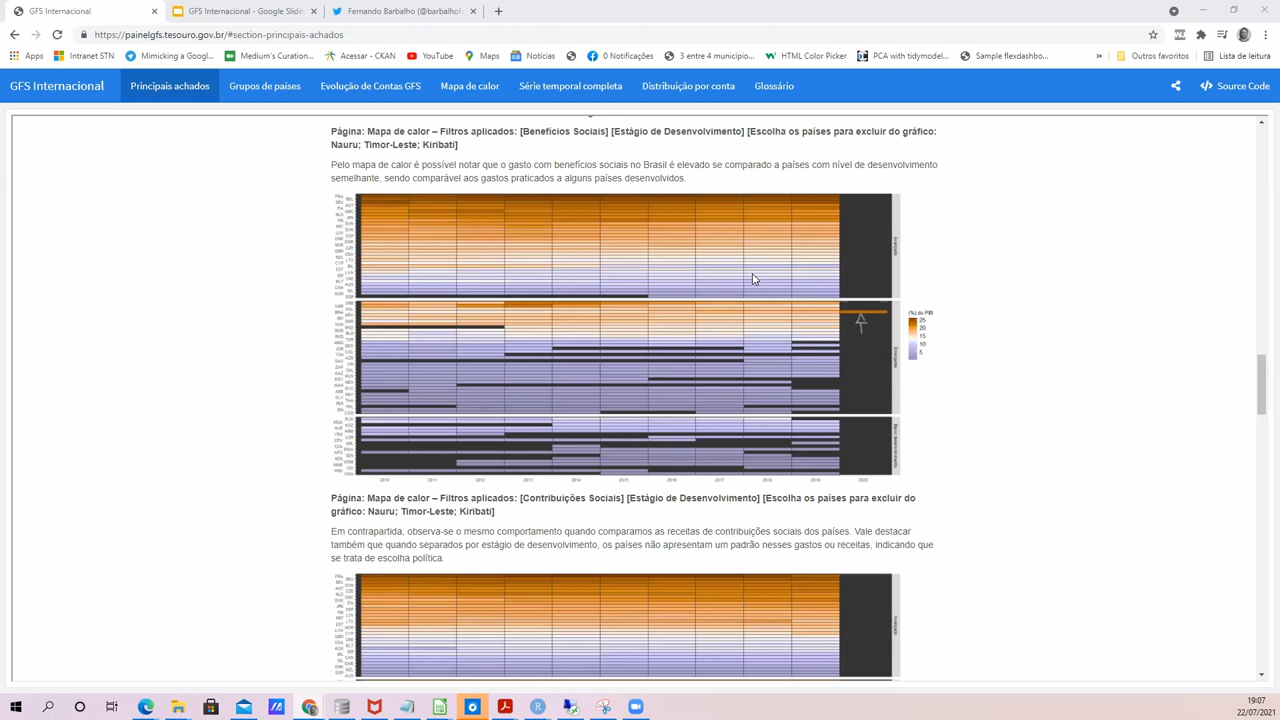 GFS Internacional
GFS Internacional - Google Slide
Fernando Barbalho (@barbalhof
https://painelgfs.tesouro.gov.br/#section-principais-achados
Apps
Intranet STN
Mimicking a Googl...
Medium's Curation...
Acessar - CKAN
YouTube
Maps
Notícias
0 Notificações
3 entre 4 município...
HTML Color Picker
PCA with tidymodel...
Sample flexdashbo...
Outros favoritos
Lista de leitura
GFS Internacional
Principais achados
Grupos de países
Evolução de Contas GFS
Mapa de calor
Série temporal completa
Distribuição por conta
Glossário
Source Code
Página: Mapa de calor – Filtros aplicados: [Benefícios Sociais] [Estágio de Desenvolvimento] [Escolha os países para excluir do gráfico:
Nauru; Timor-Leste; Kiribati]
Pelo mapa de calor é possível notar que o gasto com benefícios sociais no Brasil é elevado se comparado a países com nível de desenvolvimento
semelhante, sendo comparável aos gastos praticados a alguns países desenvolvidos.
(%) do PIB
25
20
15
10
5
2010 2011 2012 2013 2014 2015 2016 2017 2018 2019 2020
Página: Mapa de calor – Filtros aplicados: [Contribuições Sociais] [Estágio de Desenvolvimento] [Escolha os países para excluir do
gráfico: Nauru; Timor-Leste; Kiribati]
Em contrapartida, observa-se o mesmo comportamento quando comparamos as receitas de contribuições sociais dos países. Vale destacar
também que quando separados por estágio de desenvolvimento, os países não apresentam um padrão nesses gastos ou receitas, indicando que
se trata de escolha política.
19:07
22/07/2021